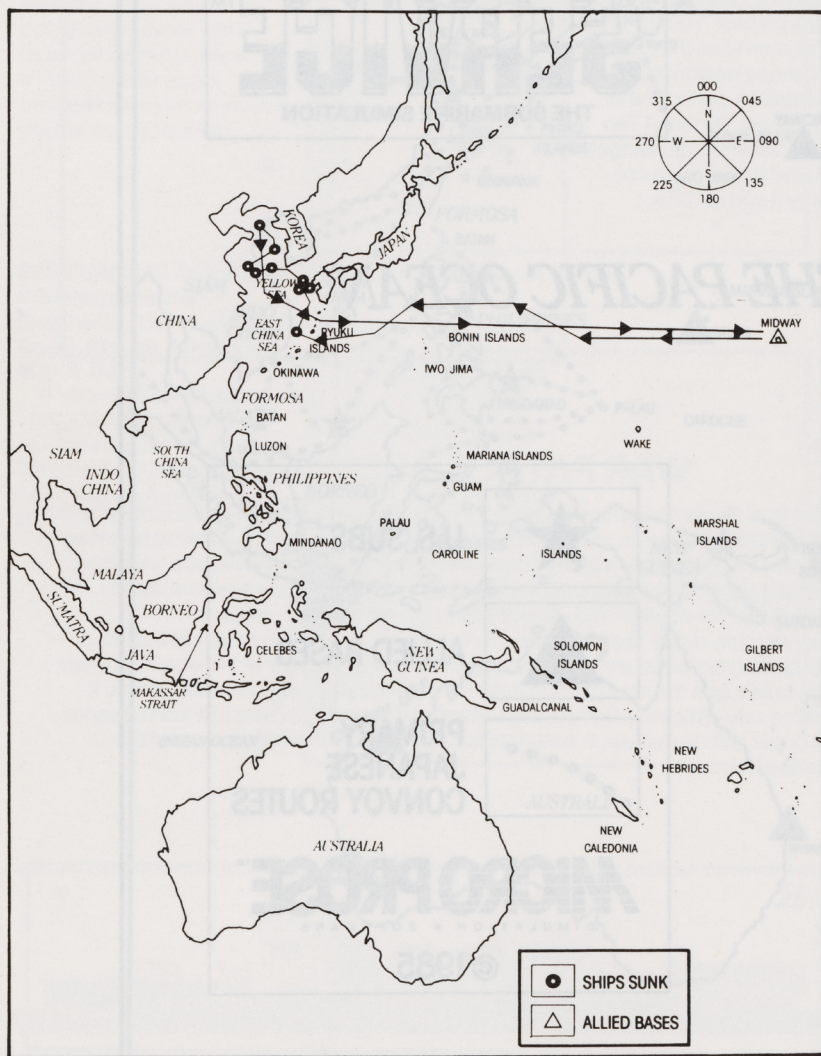 000
315
045
N
270
W
E
090
S
225
135
180
KOREA
JAPAN
YELLOW
SEA
CHINA
EAST
CHINA
SEA
RYUKU
ISLANDS
BONIN ISLANDS
MIDWAY
OKINAWA
IWO JIMA
FORMOSA
BATAN
LUZON
SIAM
INDO
CHINA
SOUTH
CHINA
SEA
PHILIPPINES
MARIANA ISLANDS
GUAM
WAKE
MINDANAO
PALAU
CAROLINE
ISLANDS
MARSHAL
ISLANDS
MALAYA
SUMATRA
BORNEO
JAVA
CELEBES
MAKASSAR
STRAIT
NEW
GUINEA
SOLOMON
ISLANDS
GILBERT
ISLANDS
GUADALCANAL
NEW
HEBRIDES
NEW
CALEDONIA
AUSTRALIA
SHIPS SUNK
ALLIED BASES